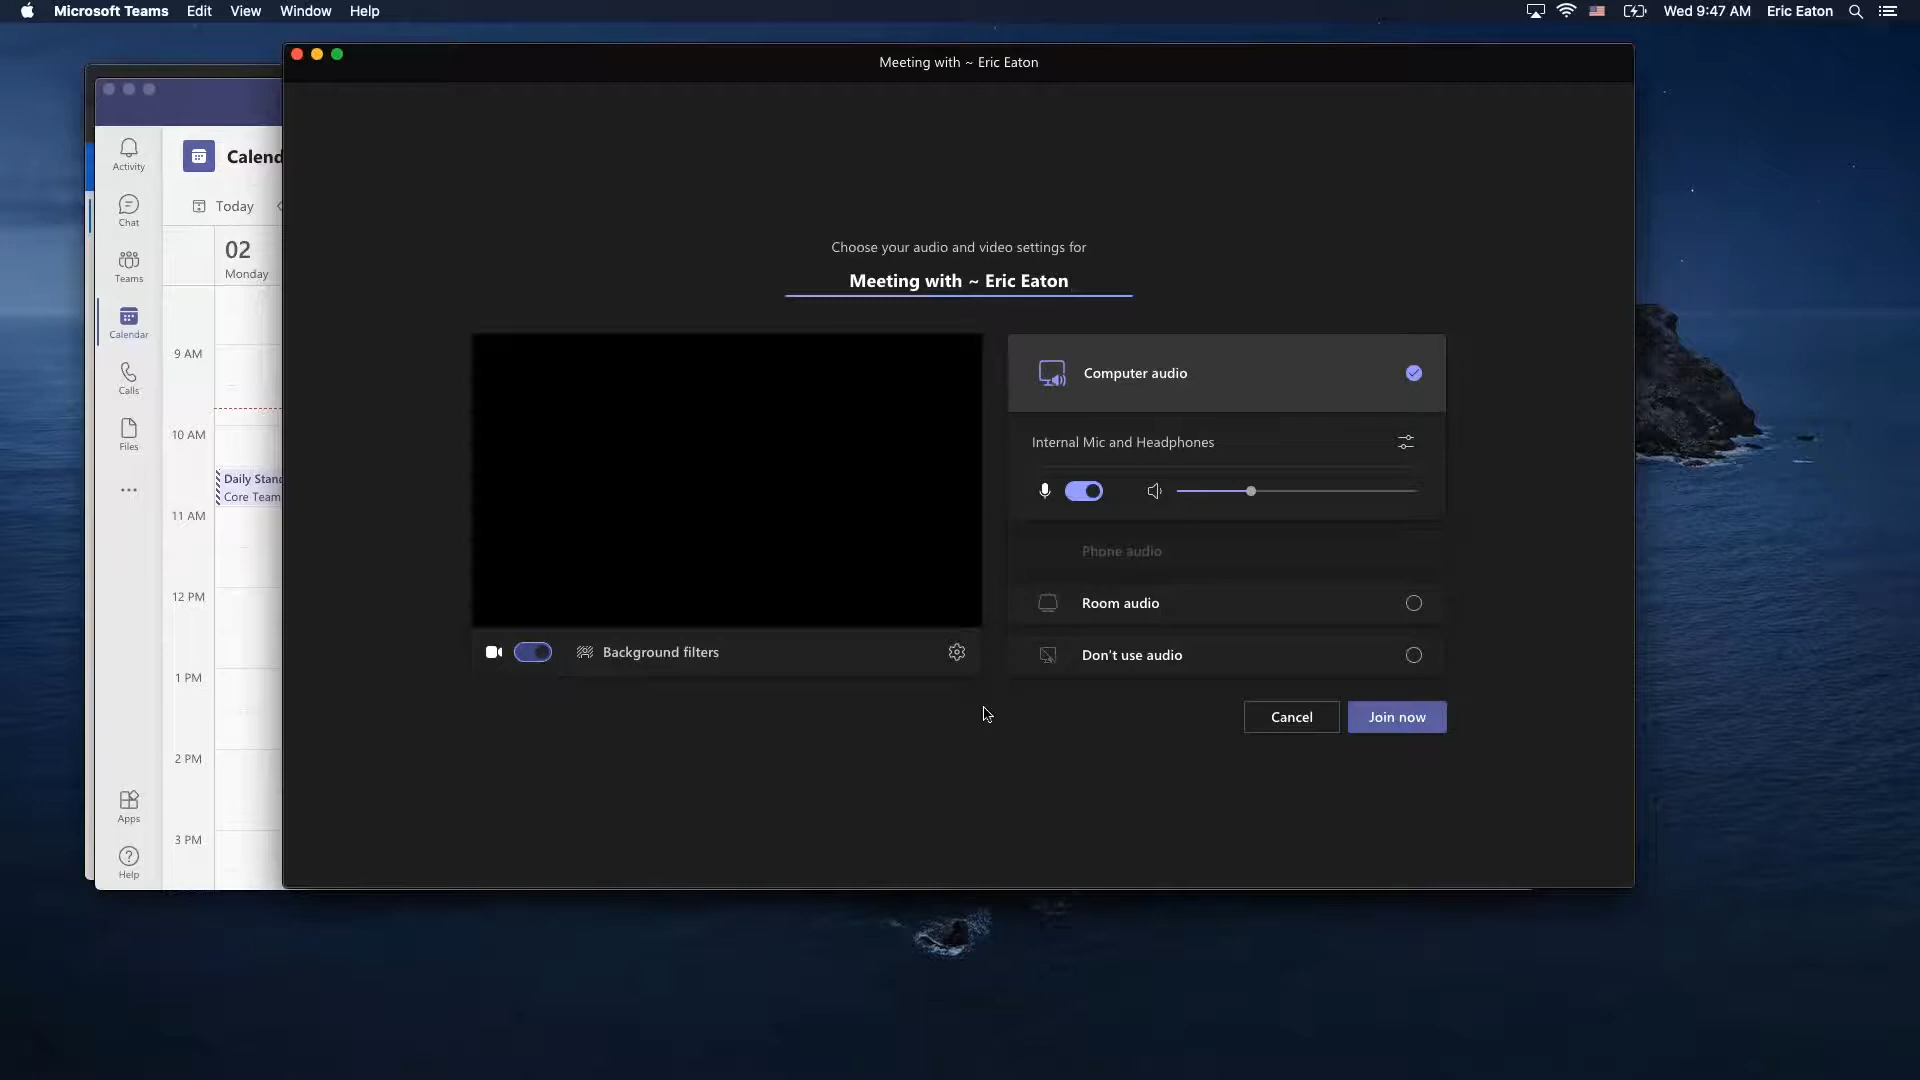 Microsoft Teams Edit View Window Help
Wed 9:47 AM Eric Eaton
Meeting with ~ Eric Eaton
Activity
Chat
Teams
Calendar
Calls
Files
Apps
Help
Calend
Today
02
Monday
9 AM
10 AM
Daily Stand
Core Team
11 AM
12 PM
1 PM
2 PM
3 PM
Choose your audio and video settings for
Meeting with ~ Eric Eaton
Background filters
Computer audio
Internal Mic and Headphones
Phone audio
Room audio
Don't use audio
Cancel
Join now